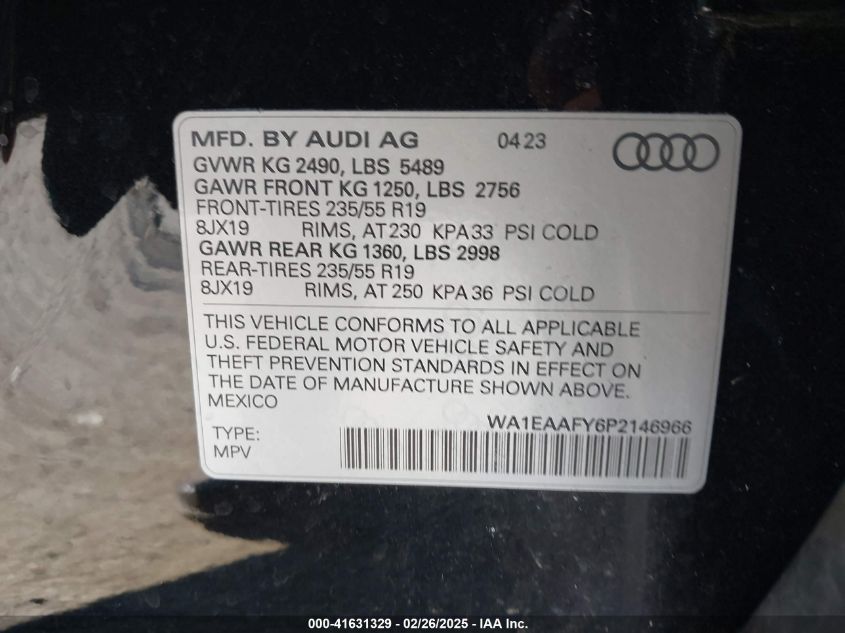 MFD. BY AUDI AG 04 23
GVWR KG 2490, LBS 5489
GAWR FRONT KG 1250, LBS 2756
FRONT-TIRES 235/55 R19
8JX19 RIMS, AT 230 KPA 33 PSI COLD
GAWR REAR KG 1360, LBS 2998
REAR-TIRES 235/55 R19
8JX19 RIMS, AT 250 KPA 36 PSI COLD
THIS VEHICLE CONFORMS TO ALL APPLICABLE
U.S. FEDERAL MOTOR VEHICLE SAFETY AND
THEFT PREVENTION STANDARDS IN EFFECT ON
THE DATE OF MANUFACTURE SHOWN ABOVE.
MEXICO
WA1EAAFY6P2146966
TYPE:
MPV
000-41631329 - 02/26/2025 - IAA Inc.